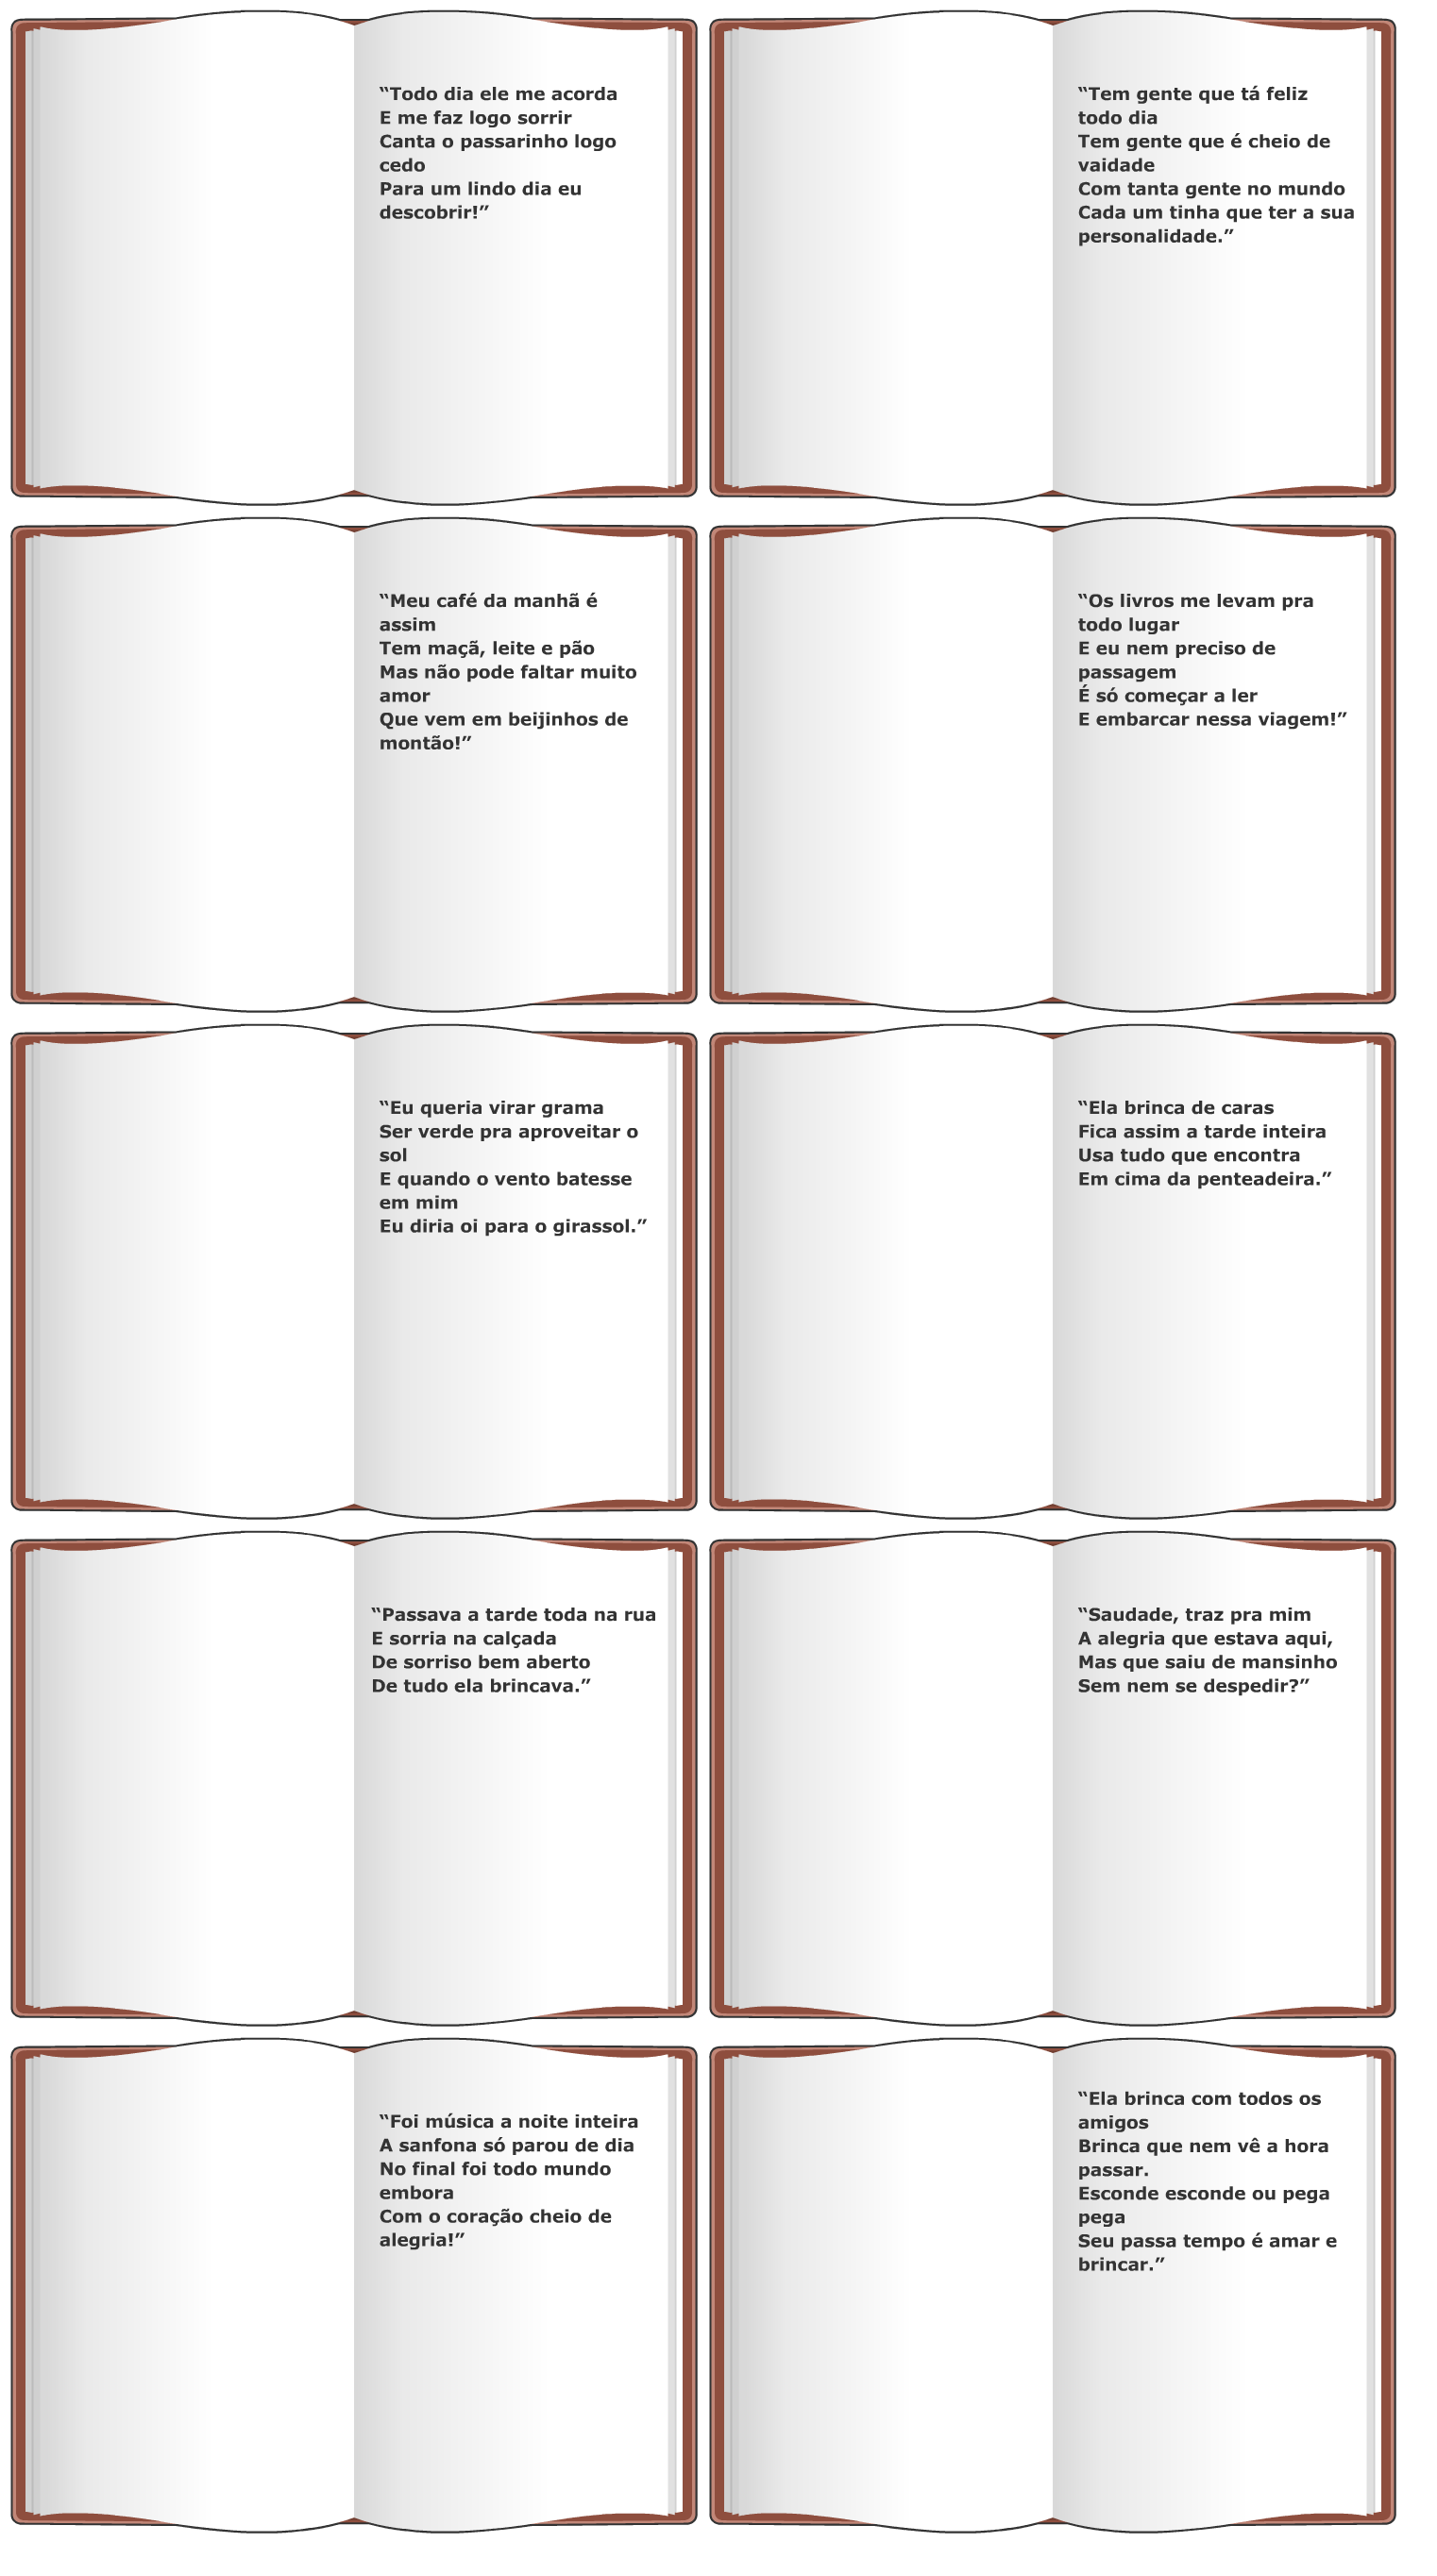 “Todo dia ele me acorda
E me faz logo sorrir
Canta o passarinho logo
cedo
Para um lindo dia eu
descobrir!”
“Tem gente que tá feliz
todo dia
Tem gente que é cheio de
vaidade
Com tanta gente no mundo
Cada um tinha que ter a sua
personalidade.”
“Meu café da manhã é
assim
Tem maçã, leite e pão
Mas não pode faltar muito
amor
Que vem em beijinhos de
montão!”
“Os livros me levam pra
todo lugar
E eu nem preciso de
passagem
É só começar a ler
E embarcar nessa viagem!”
“Eu queria virar grama
Ser verde pra aproveitar o
sol
E quando o vento batesse
em mim
Eu diria oi para o girassol.”
“Ela brinca de caras
Fica assim a tarde inteira
Usa tudo que encontra
Em cima da penteadeira.”
“Passava a tarde toda na rua
E sorria na calçada
De sorriso bem aberto
De tudo ela brincava.”
“Saudade, traz pra mim
A alegria que estava aqui,
Mas que saiu de mansinho
Sem nem se despedir?”
“Foi música a noite inteira
A sanfona só parou de dia
No final foi todo mundo
embora
Com o coração cheio de
alegria!”
“Ela brinca com todos os
amigos
Brinca que nem vê a hora
passar.
Esconde esconde ou pega
pega
Seu passa tempo é amar e
brincar.”